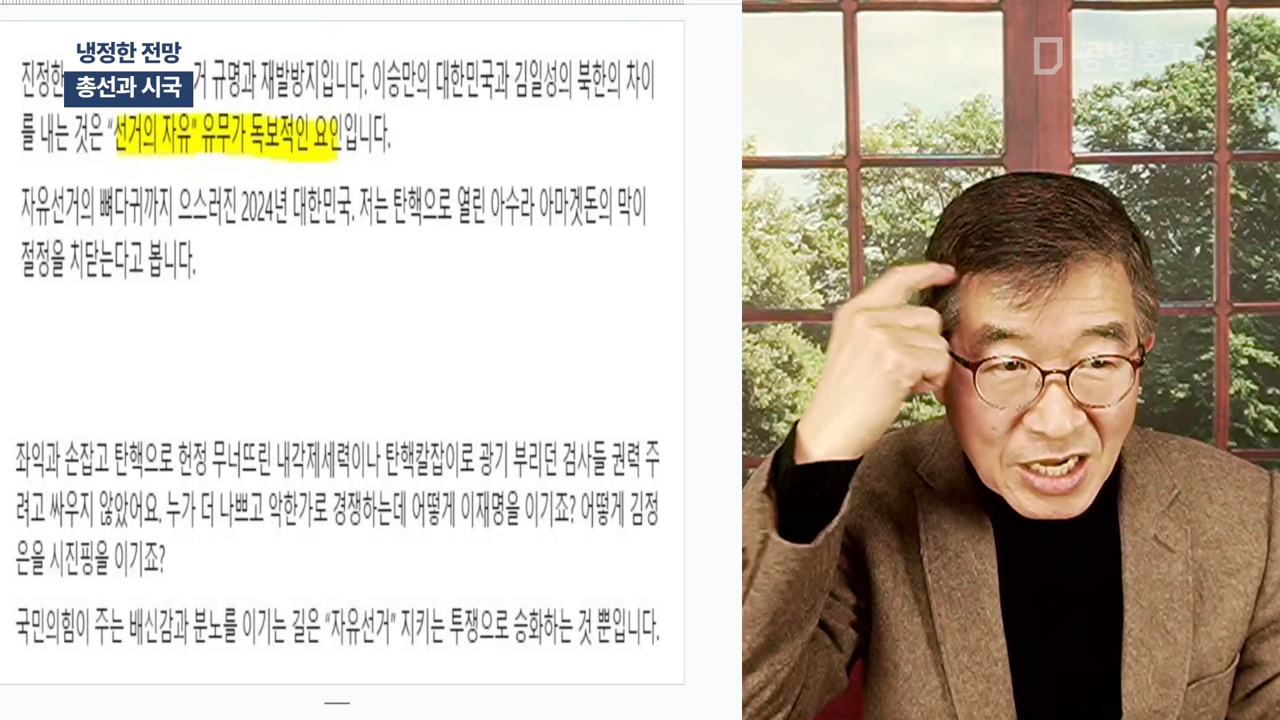 냉정한 전망
총선과 시국
진정한 거 규명과 재발방지입니다. 이승만의 대한민국과 김일성의 북한의 차이
를 내는 것은 “선거의 자유” 유무가 독보적인 요인입니다.
자유선거의 뼈다귀까지 으스러진 2024년 대한민국, 저는 탄핵으로 열린 아수라 아마겟돈의 막이
절정을 치닫는다고 봅니다.
좌익과 손잡고 탄핵으로 헌정 무너뜨린 내각제세력이나 탄핵칼잡이로 광기 부리던 검사들 권력 주
려고 싸우지 않았어요. 누가 더 나쁘고 악한가로 경쟁하는데 어떻게 이재명을 이기죠? 어떻게 김정
은을 시진핑을 이기죠?
국민의힘이 주는 배신감과 분노를 이기는 길은 “자유선거” 지키는 투쟁으로 승화하는 것 뿐입니다.
공병호TV